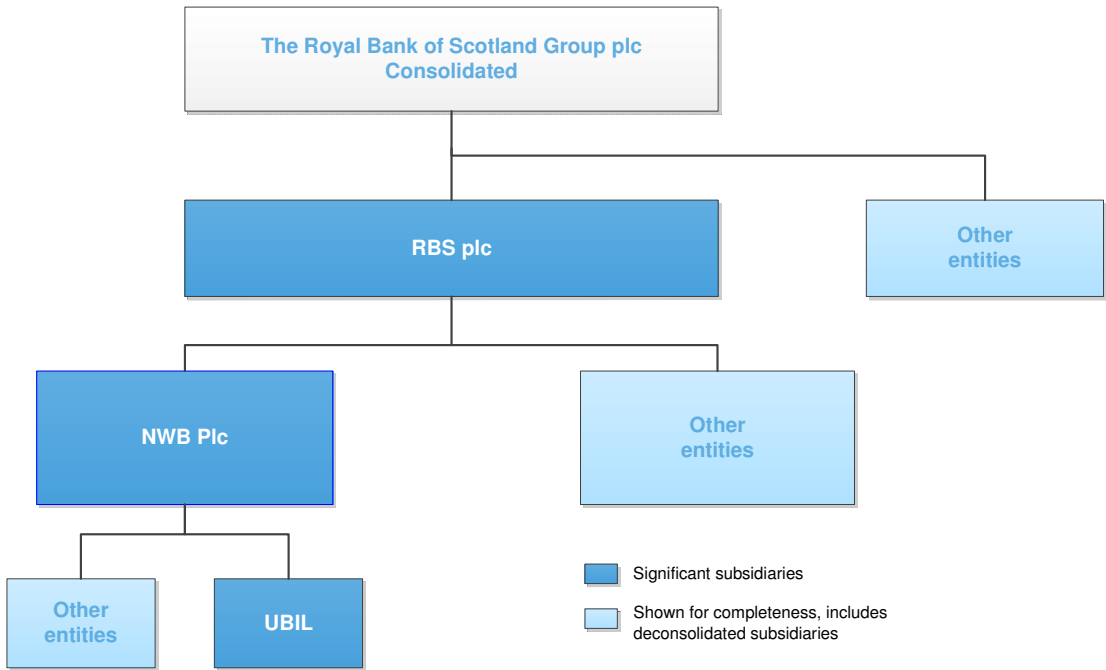 The Royal Bank of Scotland Group plc
Consolidated
RBS plc
Other
entities
NWB Plc
Other
entities
Other
entities
UBIL
Significant subsidiaries
Shown for completeness, includes
deconsolidated subsidiaries